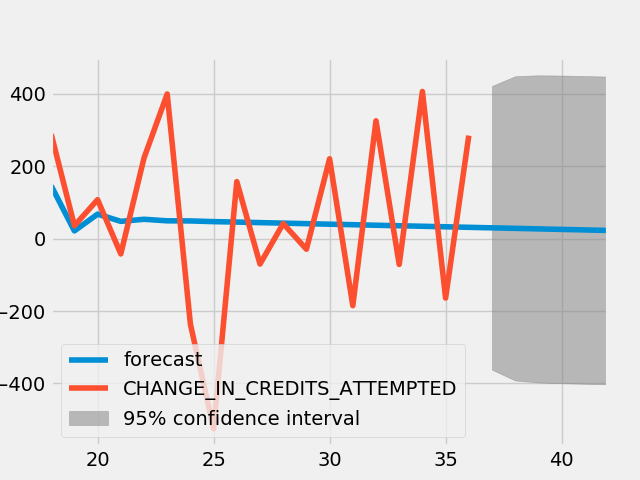 400
200
0
−200
−400
forecast
CHANGE_IN_CREDITS_ATTEMPTED
95% confidence interval
20 25 30 35 40